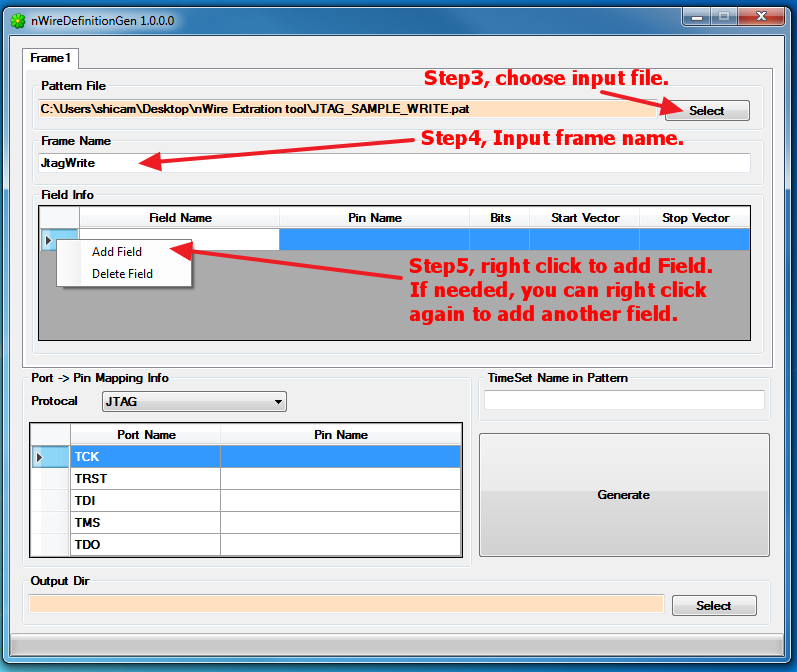 nWireDefinitionGen 1.0.0.0
Frame1
Step3, choose input file.
Pattern File
C:\Users\shicam\Desktop\nWire Extration tool\JTAG_SAMPLE_WRITE.pat
Select
Frame Name
Step4, Input frame name.
JtagWrite
Field Info
Field Name Pin Name Bits Start Vector Stop Vector
Add Field
Delete Field
Step5, right click to add Field.
If needed, you can right click
again to add another field.
Port -> Pin Mapping Info
TimeSet Name in Pattern
Protocal JTAG
Port Name Pin Name
TCK
TRST
TDI
TMS
TDO
Generate
Output Dir
Select